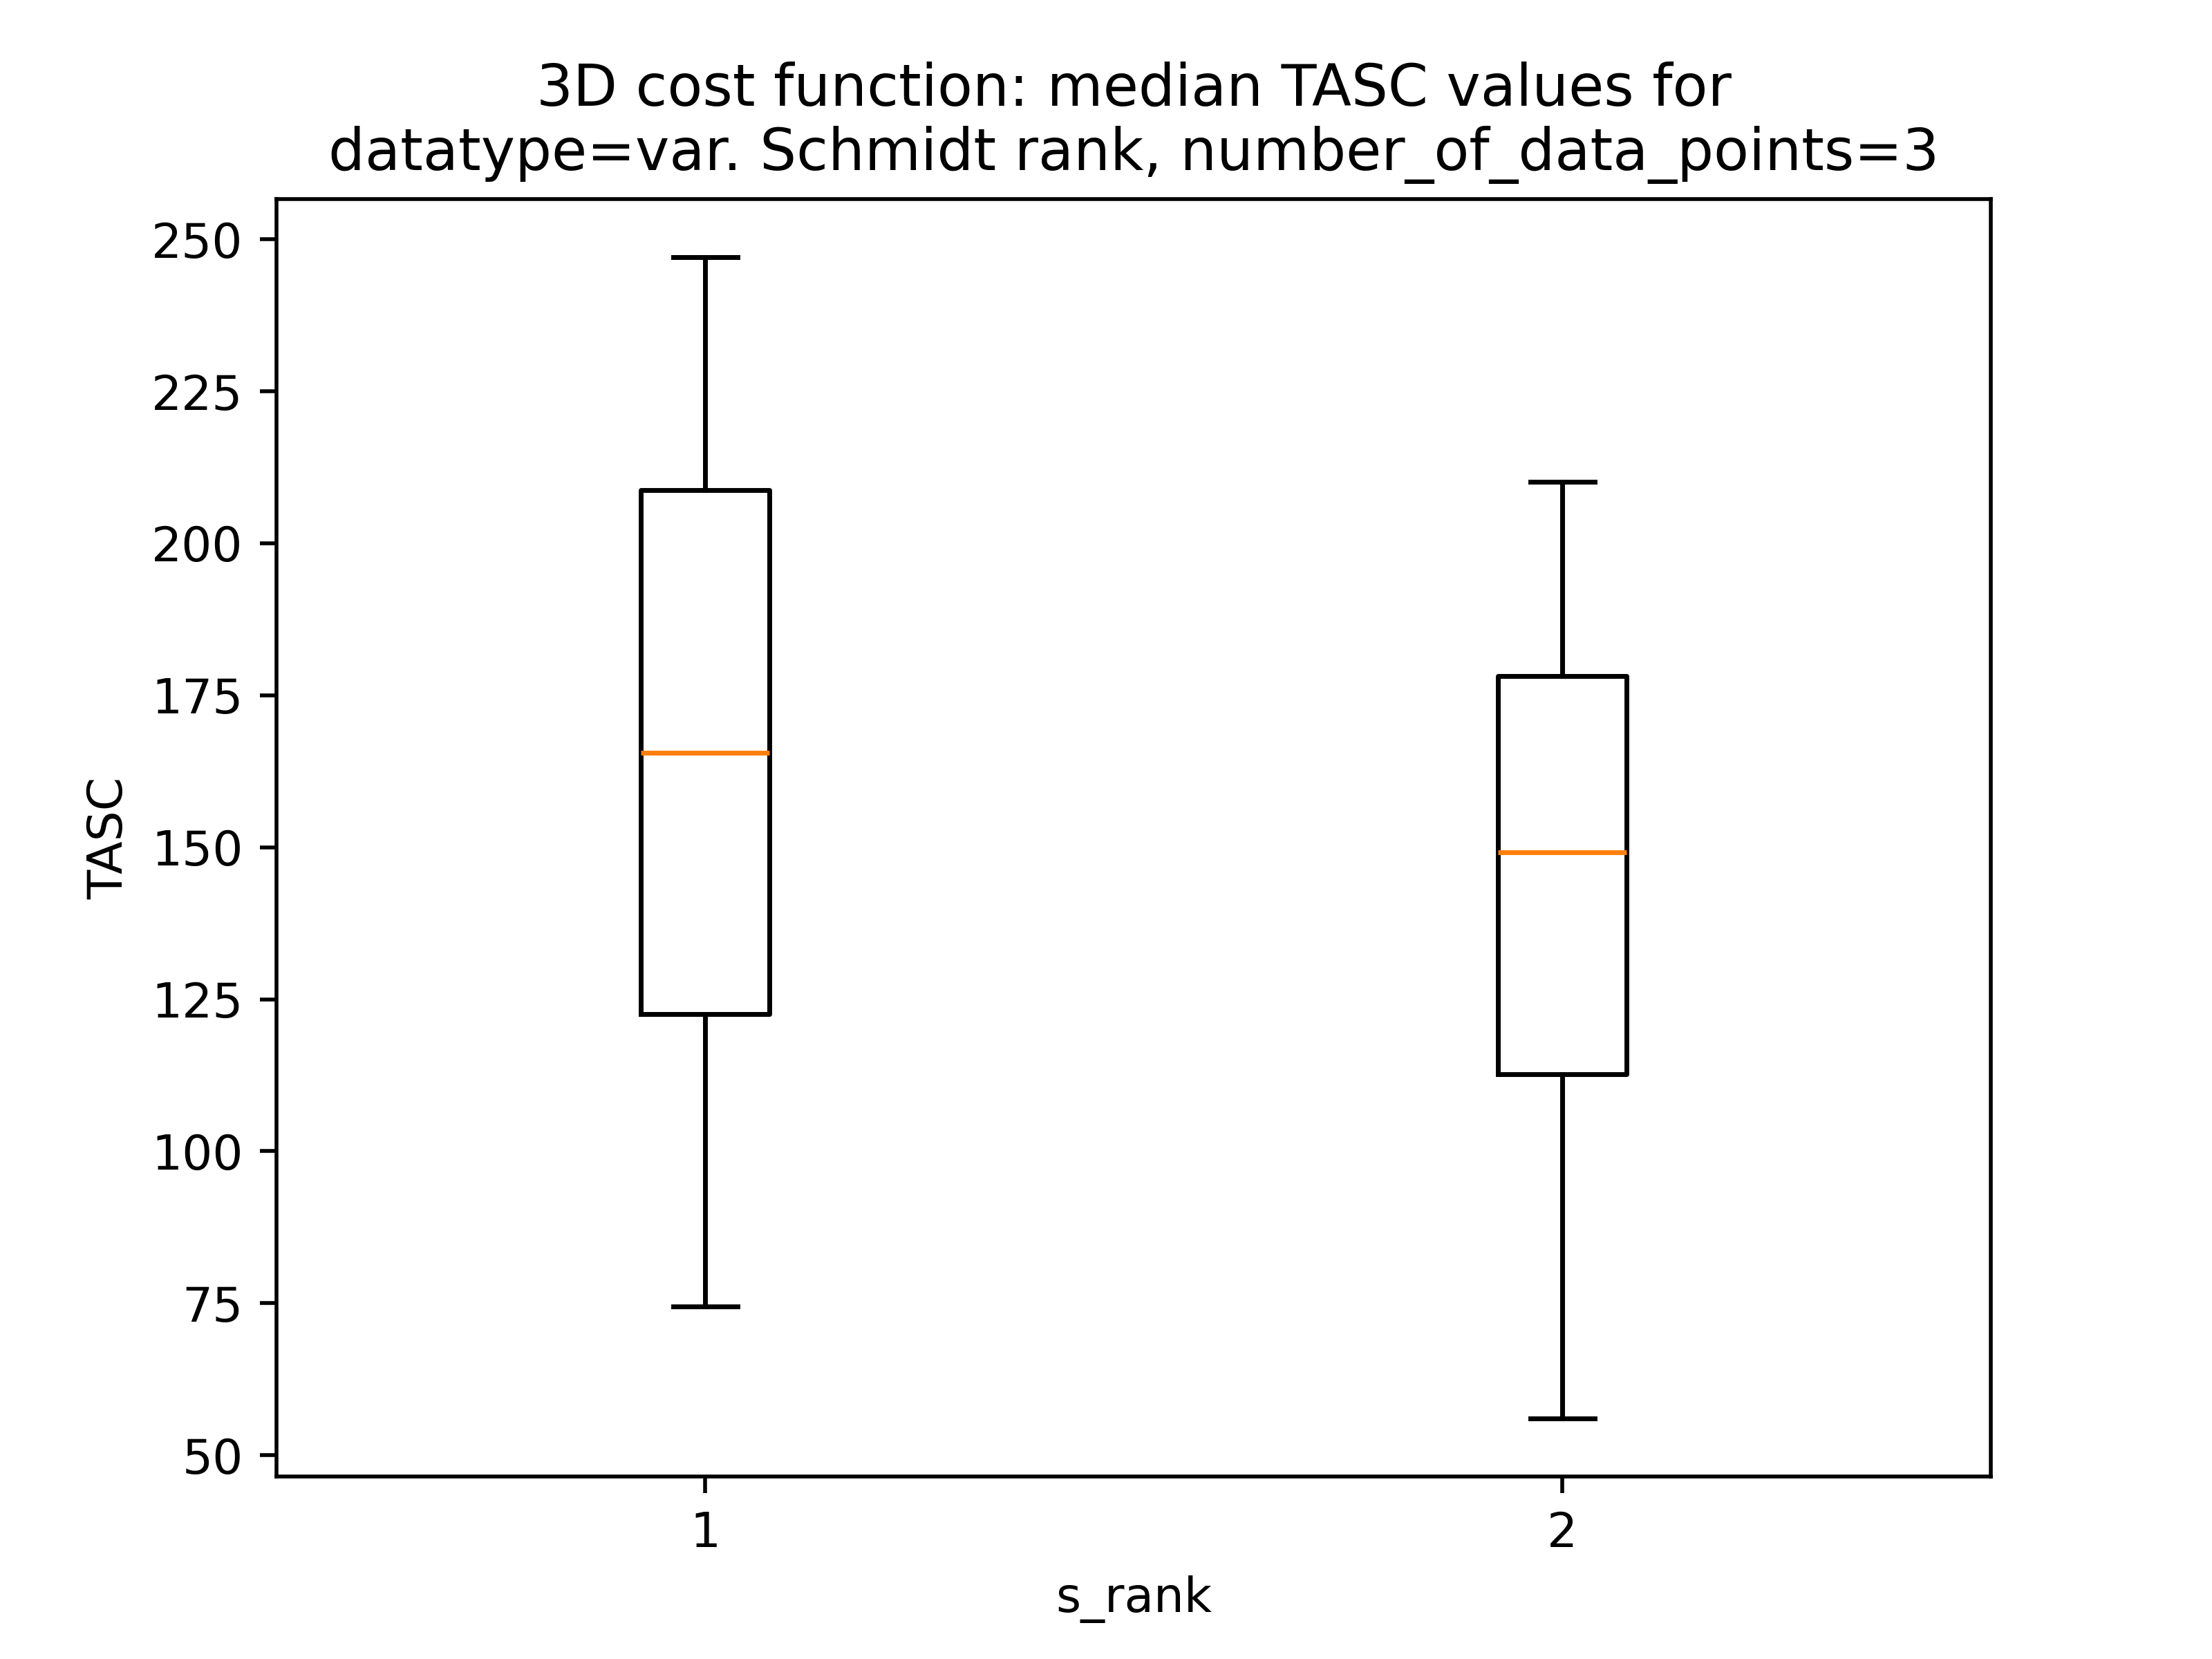 3D cost function: median TASC values for
datatype=var. Schmidt rank, number_of_data_points=3
250
225
200
175
150
125
100
75
50
TASC
1
2
s_rank